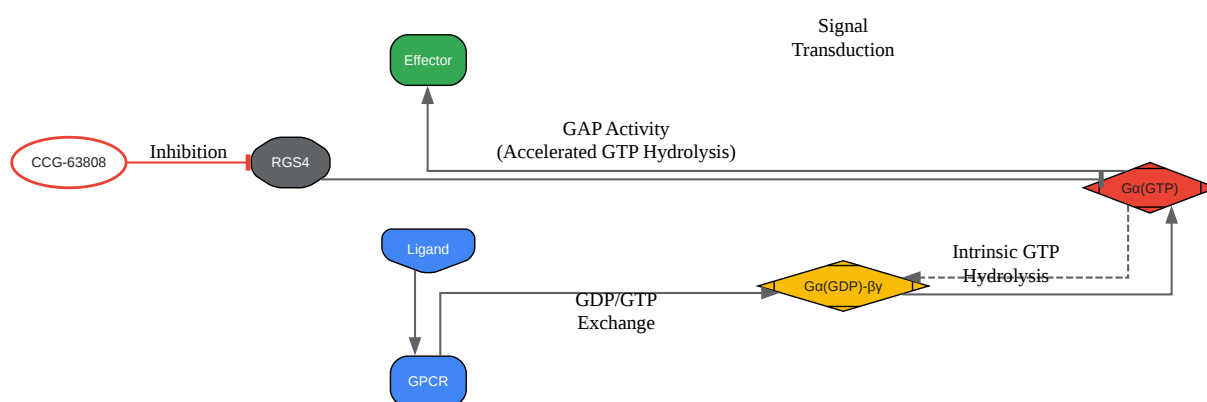 Signal
Transduction
Effector
GAP Activity
(Accelerated GTP Hydrolysis)
CCG-63808
Inhibition
RGS4
Gα(GTP)
Ligand
Intrinsic GTP
Hydrolysis
Gα(GDP)-βγ
GDP/GTP
Exchange
GPCR